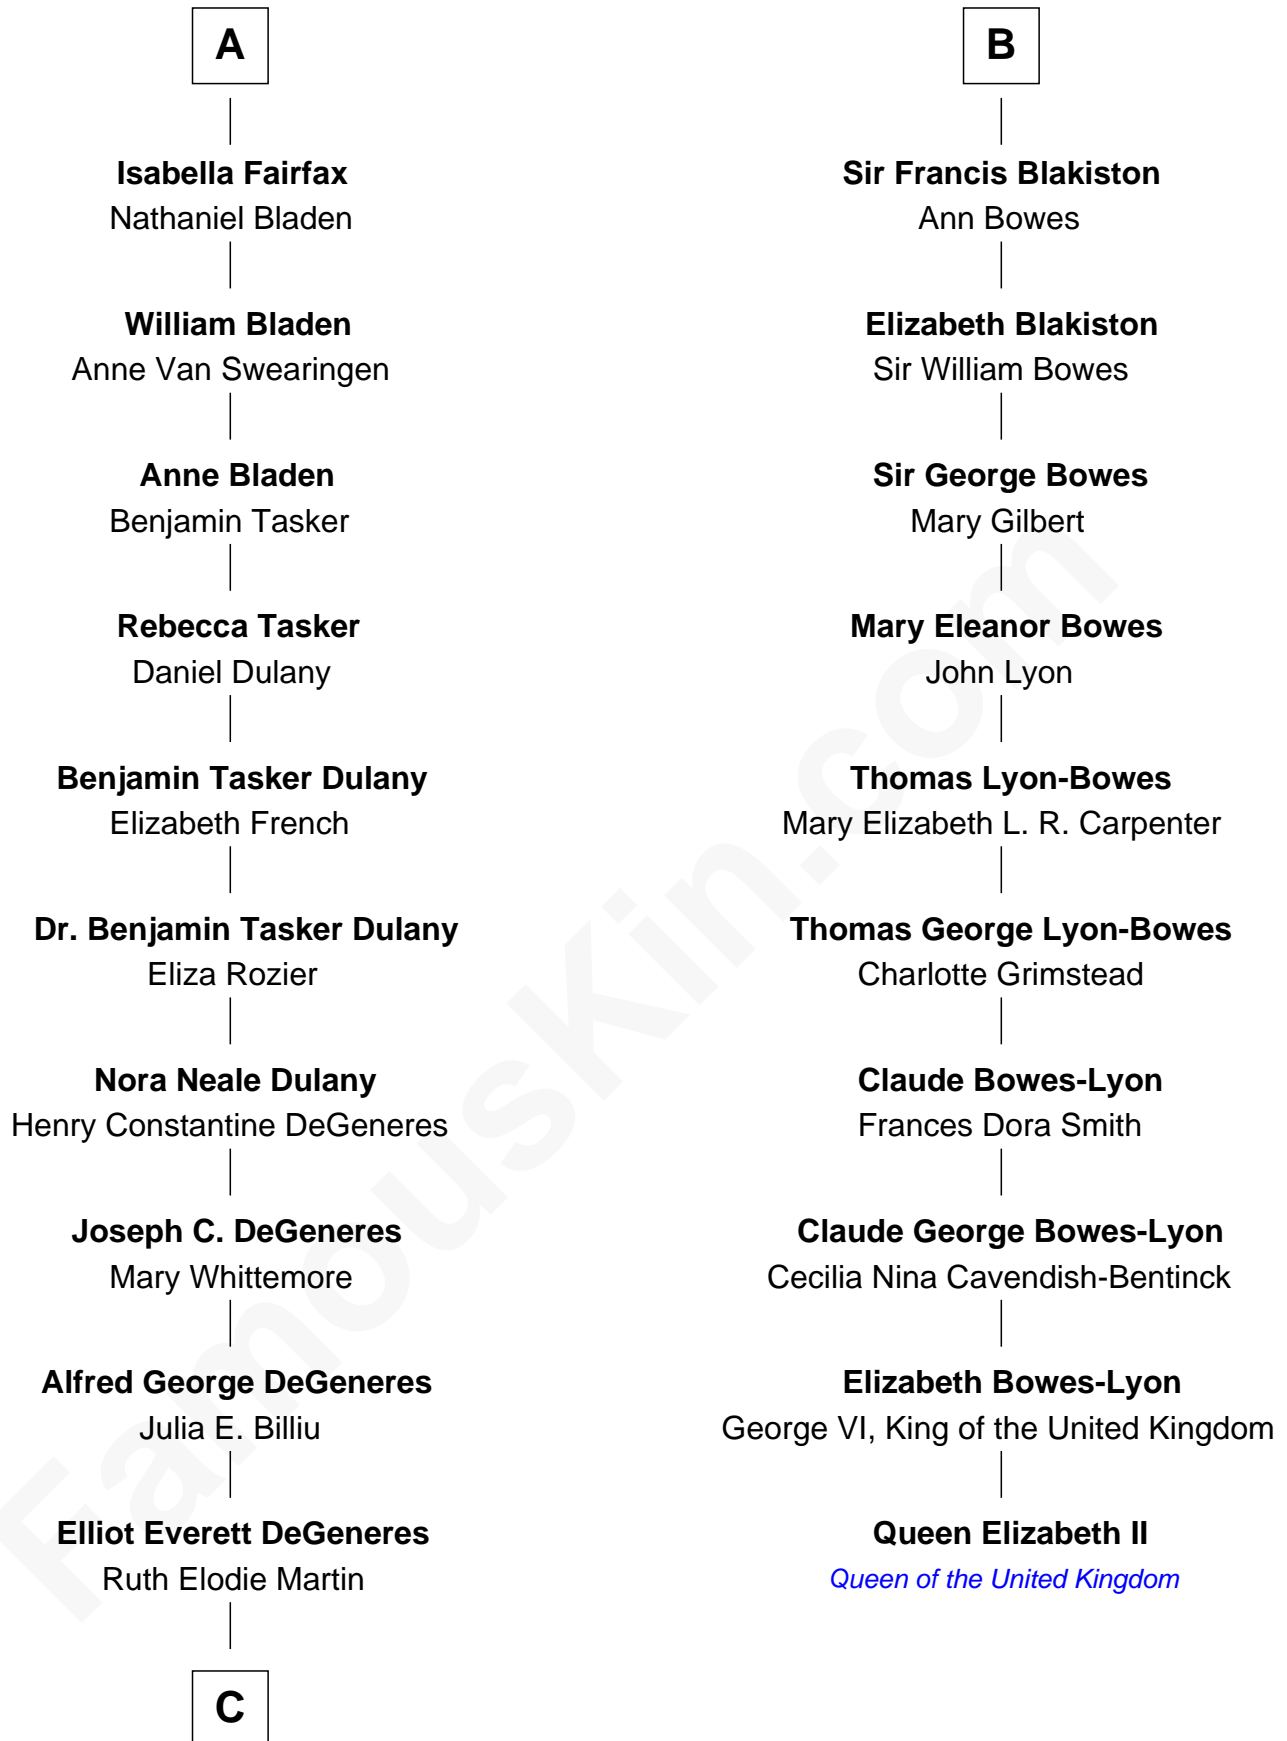 A
Isabella Fairfax
Nathaniel Bladen
William Bladen
Anne Van Swearingen
Anne Bladen
Benjamin Tasker
Rebecca Tasker
Daniel Dulany
Benjamin Tasker Dulany
Elizabeth French
Dr. Benjamin Tasker Dulany
Eliza Rozier
Nora Neale Dulany
Henry Constantine DeGeneres
Joseph C. DeGeneres
Mary Whittemore
Alfred George DeGeneres
Julia E. Billiu
Elliot Everett DeGeneres
Ruth Elodie Martin
C
B
Sir Francis Blakiston
Ann Bowes
Elizabeth Blakiston
Sir William Bowes
Sir George Bowes
Mary Gilbert
Mary Eleanor Bowes
John Lyon
Thomas Lyon-Bowes
Mary Elizabeth L. R. Carpenter
Thomas George Lyon-Bowes
Charlotte Grimstead
Claude Bowes-Lyon
Frances Dora Smith
Claude George Bowes-Lyon
Cecilia Nina Cavendish-Bentinck
Elizabeth Bowes-Lyon
George VI, King of the United Kingdom
Queen Elizabeth II
Queen of the United Kingdom
FamousKin.com